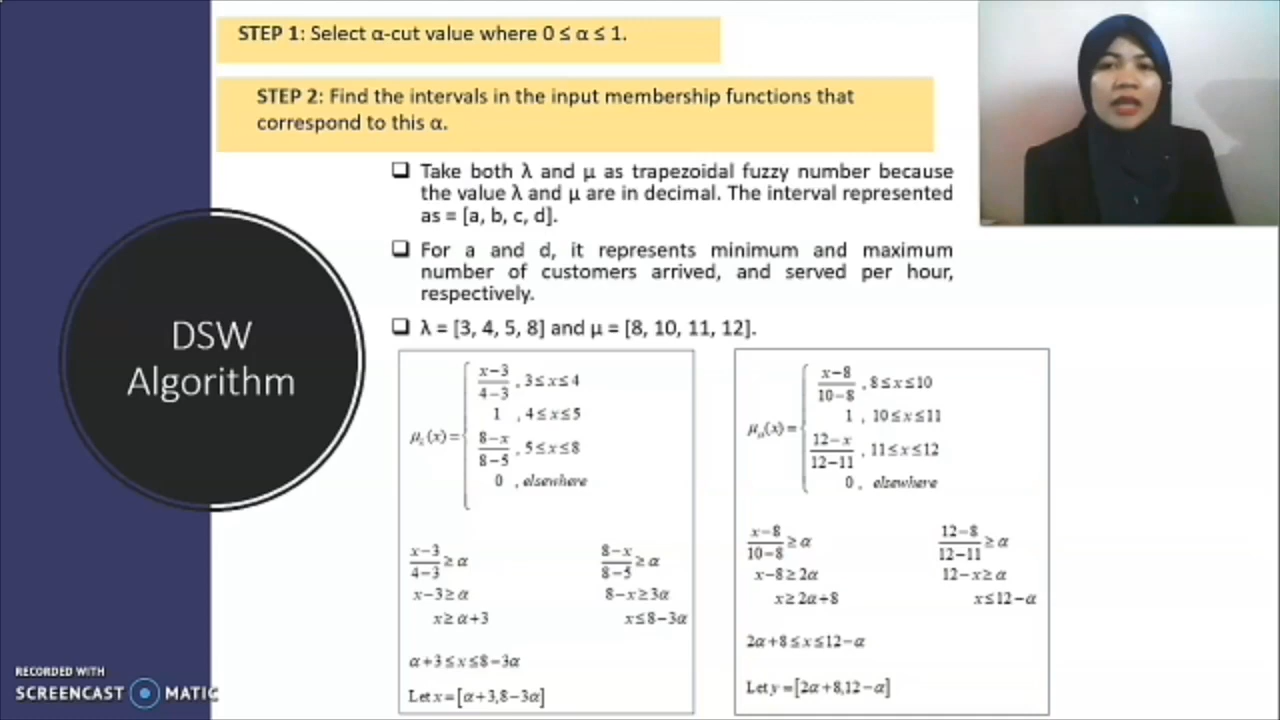 STEP 1: Select α-cut value where 0 ≤ α ≤ 1.
STEP 2: Find the intervals in the input membership functions that
correspond to this α.
❑ Take both λ and μ as trapezoidal fuzzy number because
the value λ and μ are in decimal. The interval represented
as = [a, b, c, d].
❑ For a and d, it represents minimum and maximum
number of customers arrived, and served per hour,
respectively.
❑ λ = [3, 4, 5, 8] and μ = [8, 10, 11, 12].
DSW
Algorithm
μ_λ(x) = {
(x−3)/(4−3) , 3≤x≤4
1 , 4≤x≤5
(8−x)/(8−5) , 5≤x≤8
0 , elsewhere
(x−3)/(4−3) ≥ α
x−3≥α
x≥α+3
(8−x)/(8−5) ≥ α
8−x≥3α
x≤8−3α
α+3≤x≤8−3α
Let x=[α+3,8−3α]
μ_μ(x) = {
(x−8)/(10−8) , 8≤x≤10
1 , 10≤x≤11
(12−x)/(12−11) , 11≤x≤12
0 , elsewhere
(x−8)/(10−8) ≥ α
x−8≥2α
x≥2α+8
(12−8)/(12−11) ≥ α
12−x≥α
x≤12−α
2α+8≤x≤12−α
Let y=[2α+8,12−α]
RECORDED WITH
SCREENCAST MATIC